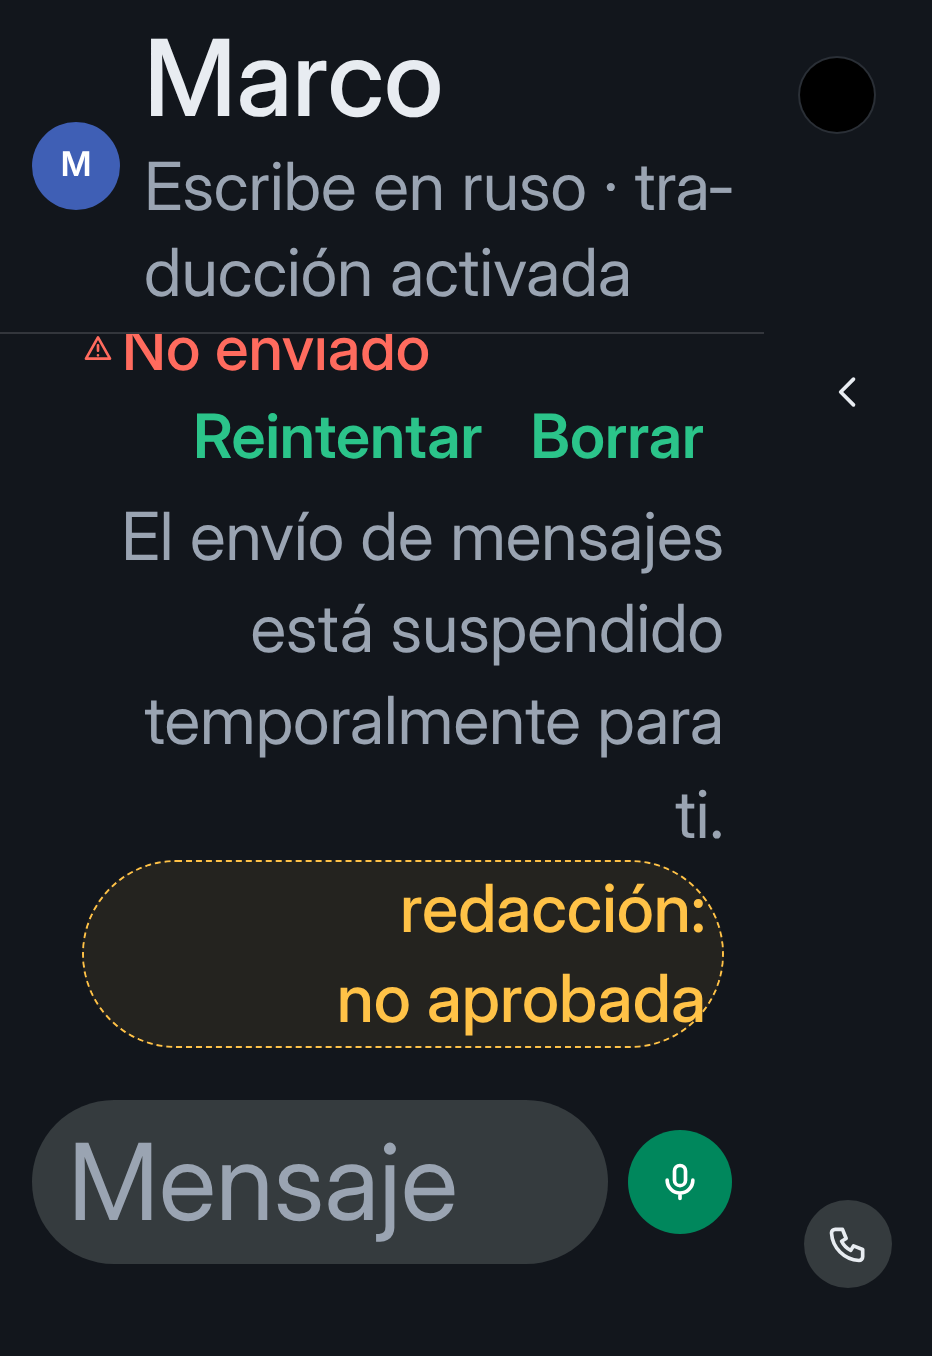 Marco
M
Escribe en ruso · tra-
ducción activada
No enviado
Reintentar Borrar
El envío de mensajes
está suspendido
temporalmente para
ti.
redacción:
no aprobada
Mensaje